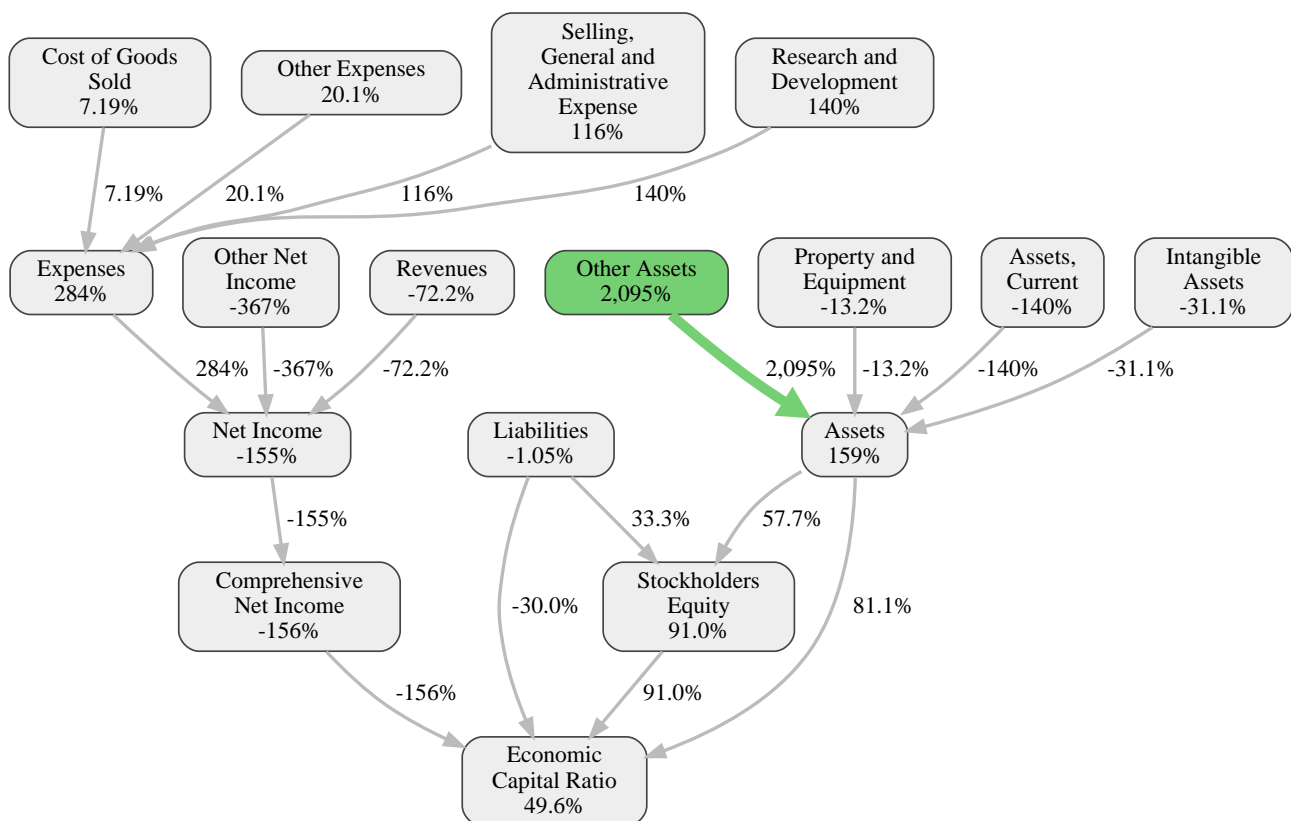 Cost of Goods
Sold
7.19%
Other Expenses
20.1%
Selling,
General and
Administrative
Expense
116%
Research and
Development
140%
7.19%
20.1%
116%
140%
Expenses
284%
Other Net
Income
-367%
Revenues
-72.2%
Other Assets
2,095%
Property and
Equipment
-13.2%
Assets,
Current
-140%
Intangible
Assets
-31.1%
284%
-367%
-72.2%
2,095%
-13.2%
-140%
-31.1%
Net Income
-155%
Liabilities
-1.05%
Assets
159%
-155%
33.3%
57.7%
Comprehensive
Net Income
-156%
-30.0%
Stockholders
Equity
91.0%
81.1%
-156%
91.0%
Economic
Capital Ratio
49.6%